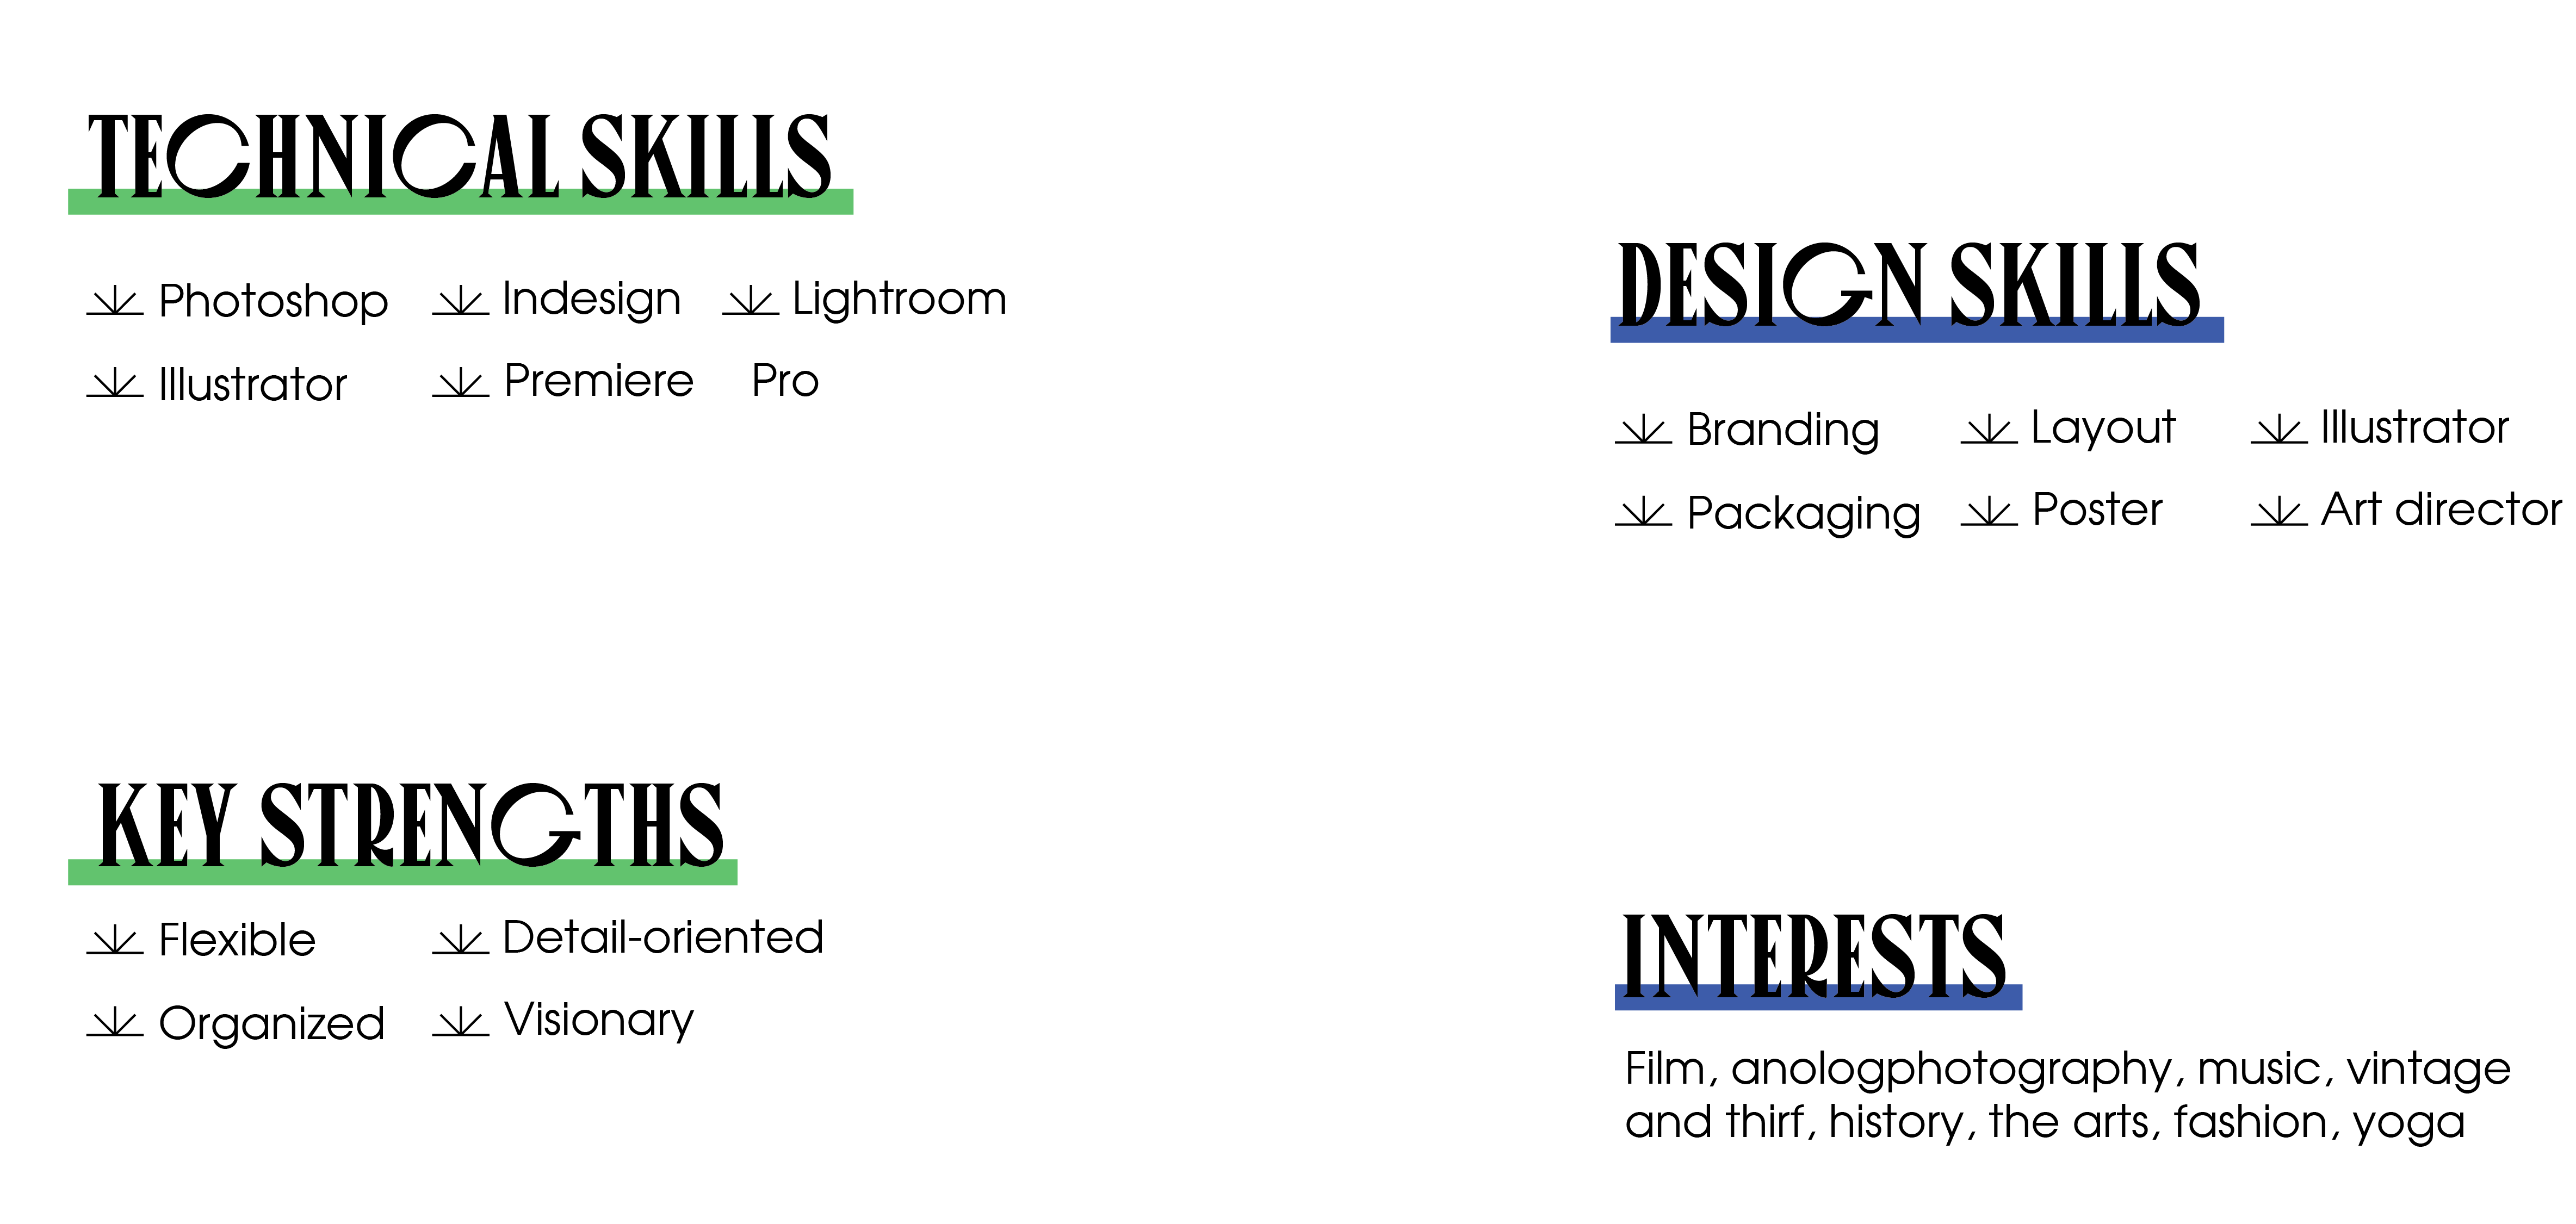 TECHNICAL SKILLS
Photoshop Indesign Lightroom
Illustrator Premiere Pro
DESIGN SKILLS
Branding Layout Illustrator
Packaging Poster Art director
KEY STRENGTHS
Flexible Detail-oriented
Organized Visionary
INTERESTS
Film, anologphotography, music, vintage
and thirf, history, the arts, fashion, yoga